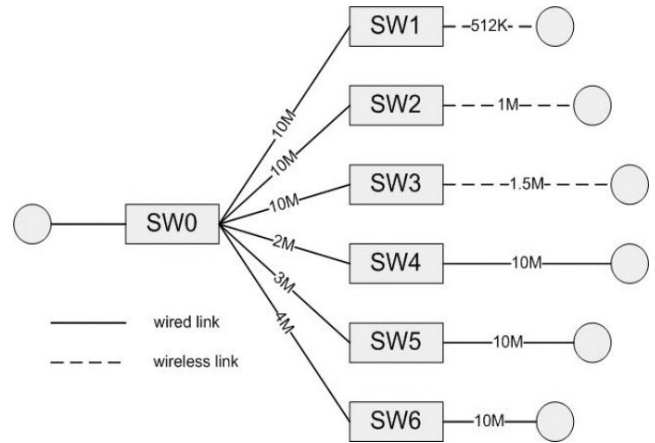 SW1
512K
10M
SW2
1M
10M
SW3
1.5M
10M
SW0
SW4
10M
2M
SW5
10M
3M
SW6
10M
4M
wired link
wireless link